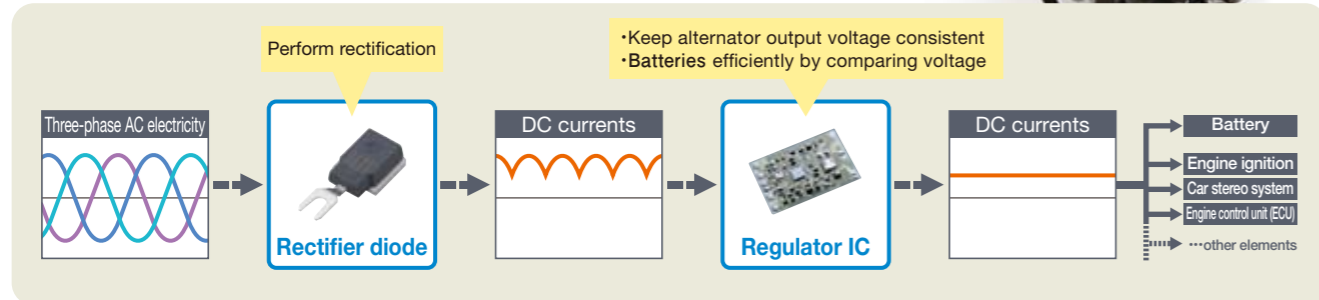 Perform rectification
・Keep alternator output voltage consistent
・Batteries efficiently by comparing voltage
Three-phase AC electricity
Rectifier diode
DC currents
Regulator IC
DC currents
Battery
Engine ignition
Car stereo system
Engine control unit (ECU)
···other elements